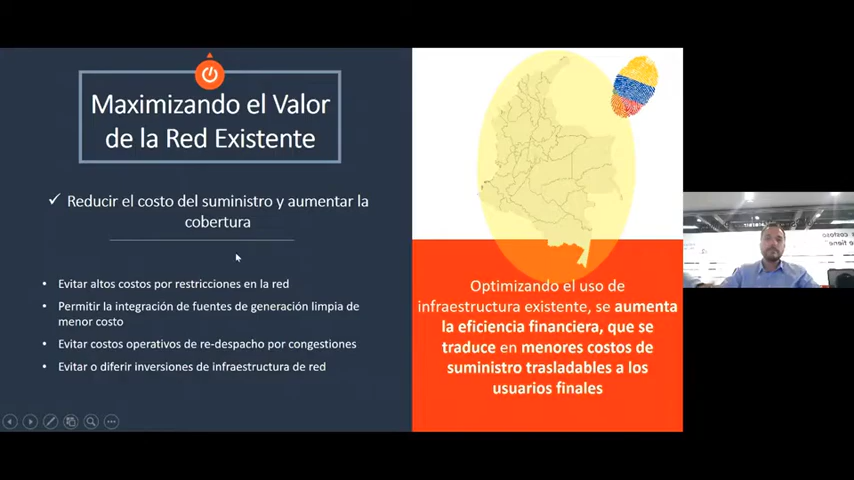 Maximizando el Valor
de la Red Existente
✓ Reducir el costo del suministro y aumentar la
cobertura
• Evitar altos costos por restricciones en la red
• Permitir la integración de fuentes de generación limpia de
menor costo
• Evitar costos operativos de re-despacho por congestiones
• Evitar o diferir inversiones de infraestructura de red
Optimizando el uso de
infraestructura existente, se aumenta
la eficiencia financiera, que se
traduce en menores costos de
suministro trasladables a los
usuarios finales